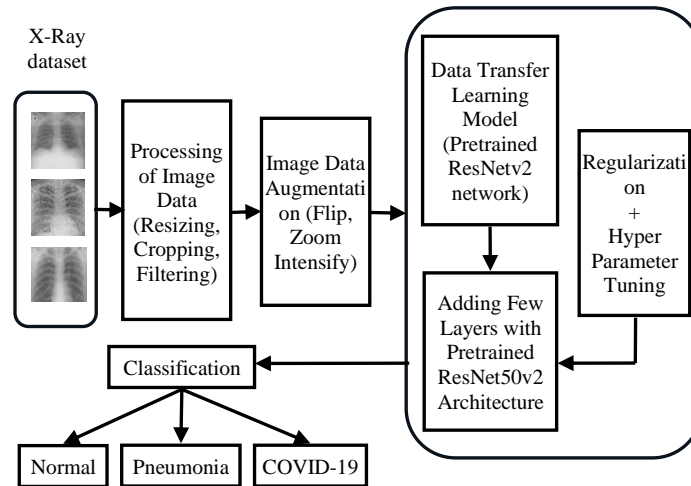 X-Ray
dataset
Processing
of Image
Data
(Resizing,
Cropping,
Filtering)
Image Data
Augmentati
on (Flip,
Zoom
Intensify)
Data Transfer
Learning
Model
(Pretrained
ResNetv2
network)
Regularizati
on
+
Hyper
Parameter
Tuning
Adding Few
Layers with
Pretrained
ResNet50v2
Architecture
Classification
Normal
Pneumonia
COVID-19